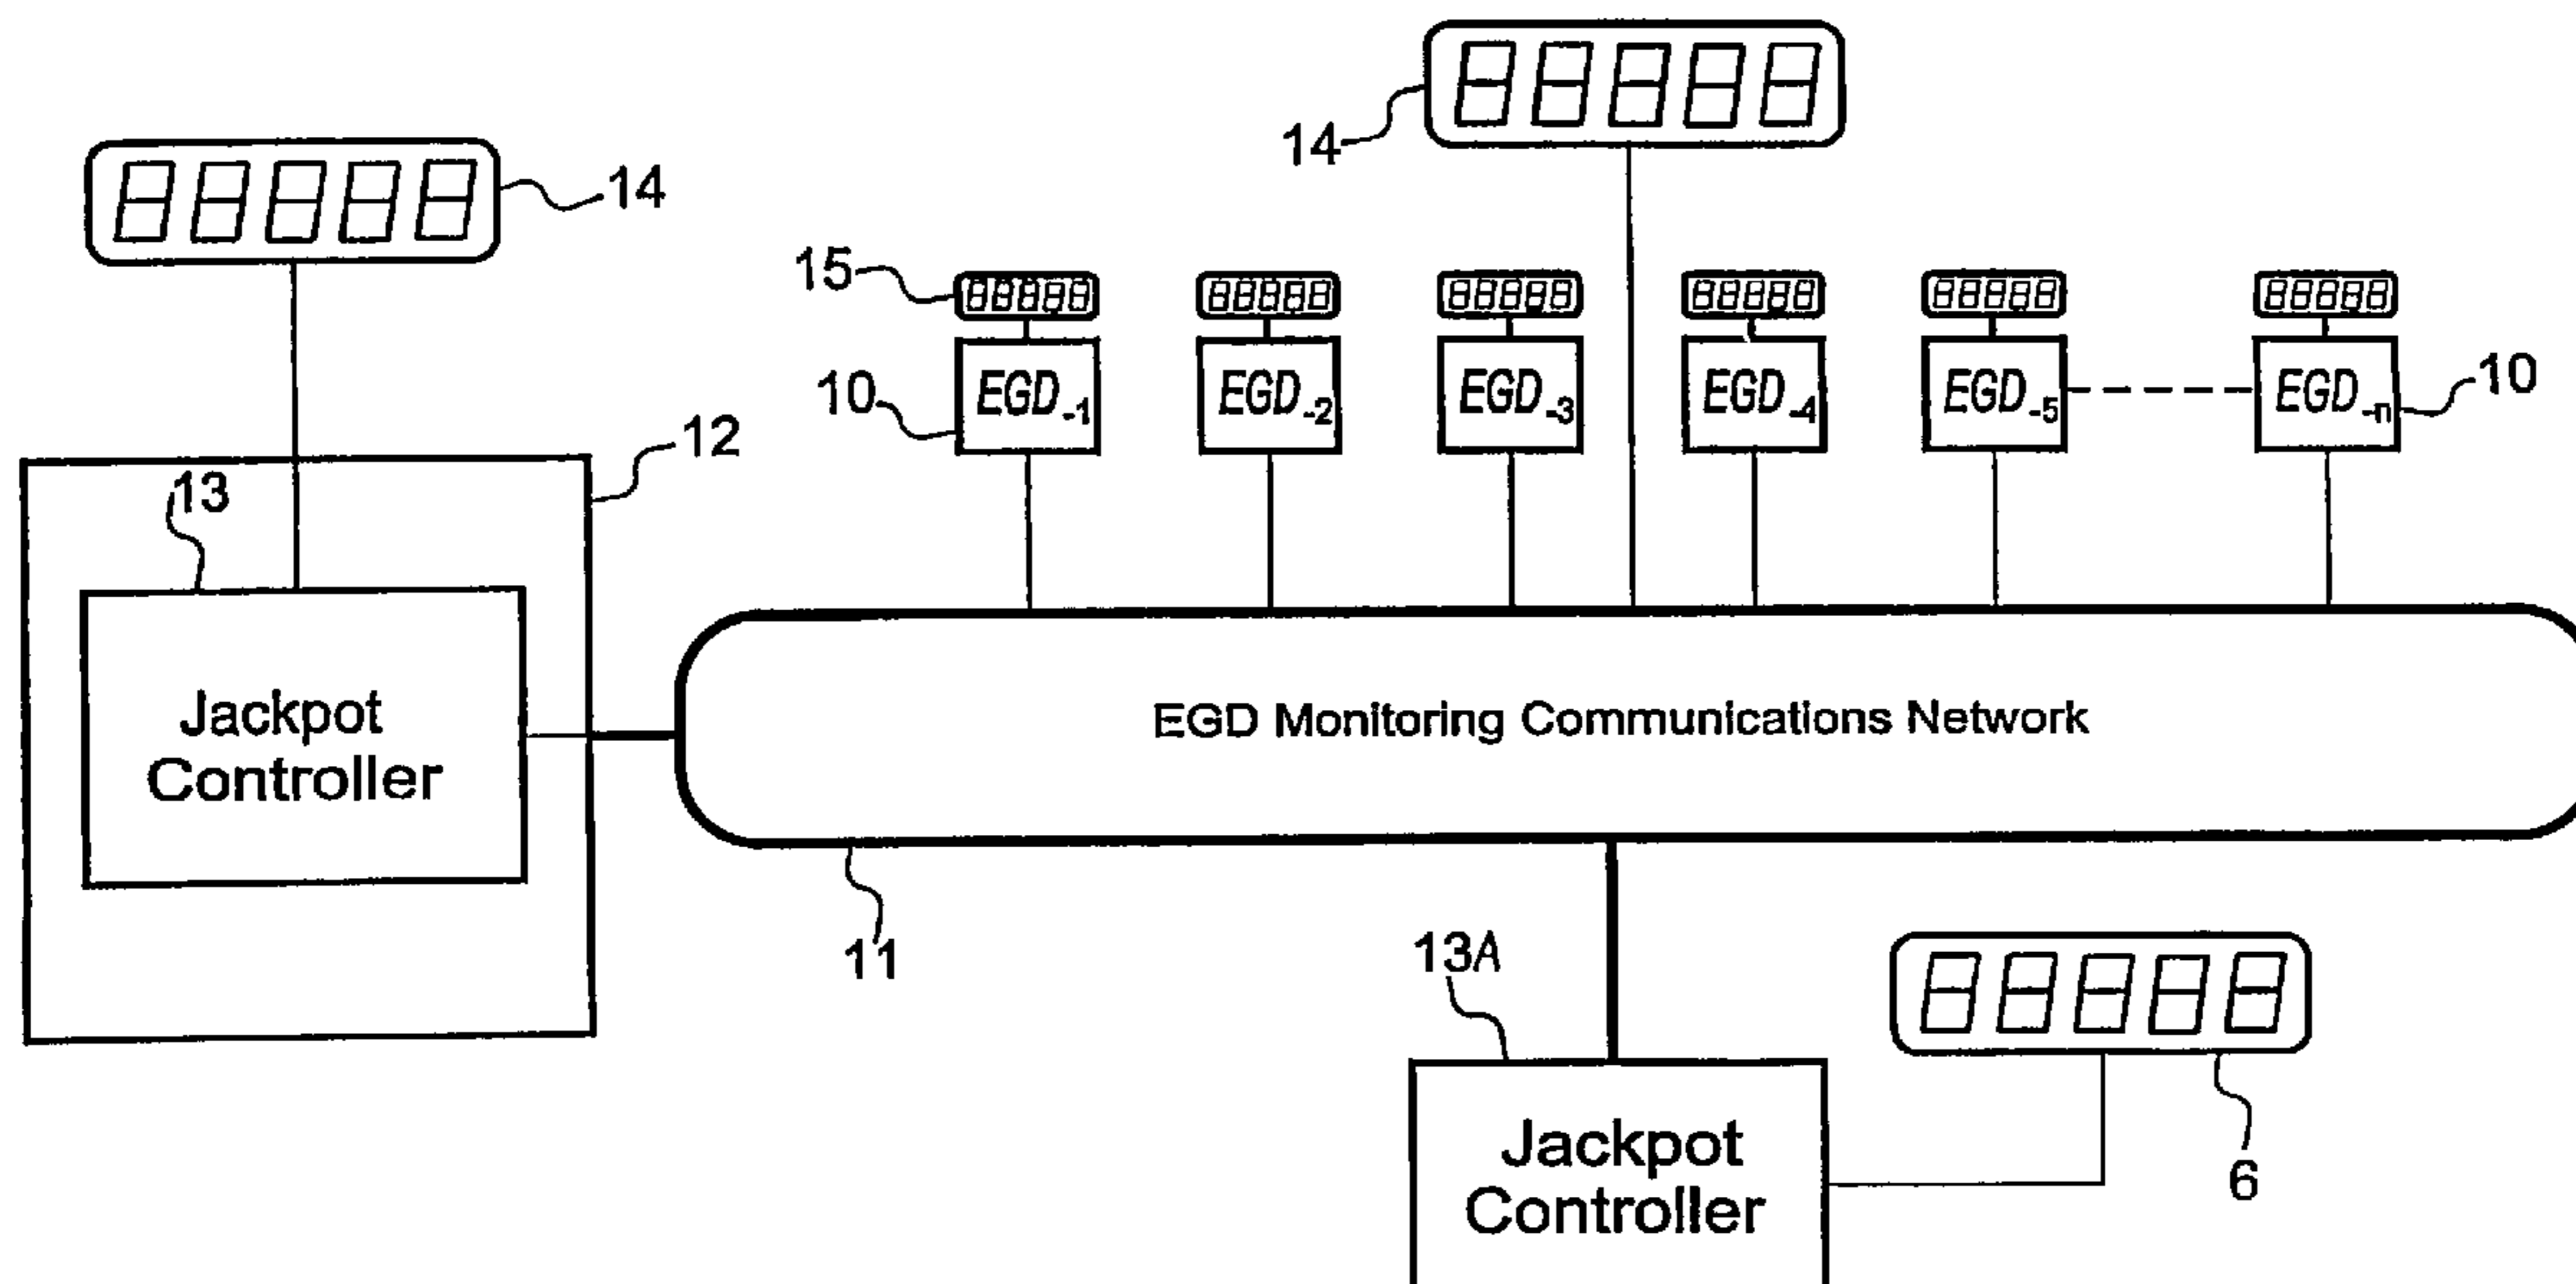 14
14
15
10
EGD-1
EGD-2
EGD-3
EGD-4
EGD-5
EGD-n
10
12
13
Jackpot
Controller
EGD Monitoring Communications Network
11
13A
6
Jackpot
Controller